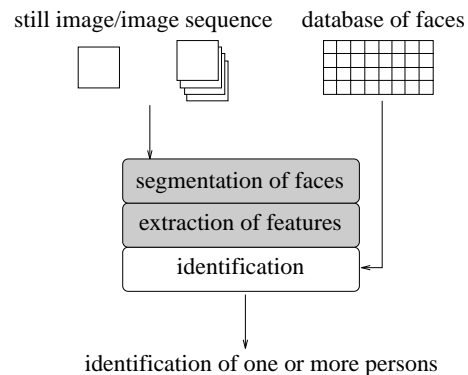 still image/image sequence
database of faces
segmentation of faces
extraction of features
identification
identification of one or more persons